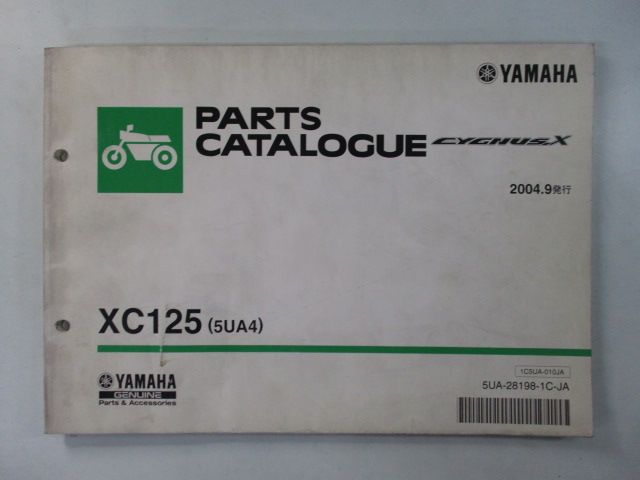 YAMAHA
PARTS
CATALOGUE CYGNUS,X
2004.9発行
XC125 (5UA4)
1C5UA-010JA
5UA-28198-1C-JA
YAMAHA
GENUINE
Parts & Accessories